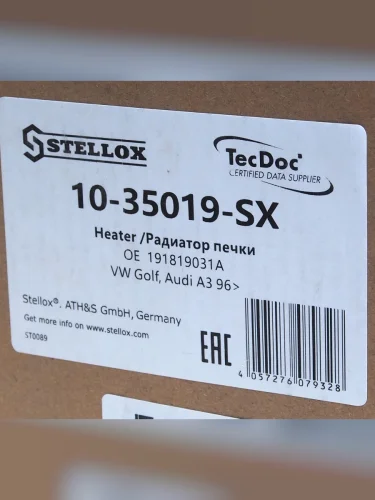 STELLOX
TecDoc
CERTIFIED DATA SUPPLIER
10-35019-SX
Heater /Радиатор печки
OE 191819031A
VW Golf, Audi A3 96>
Stellox®. ATH&S GmbH, Germany
Get more info on www.stellox.com
ST0089
EAC
4 057276 079328